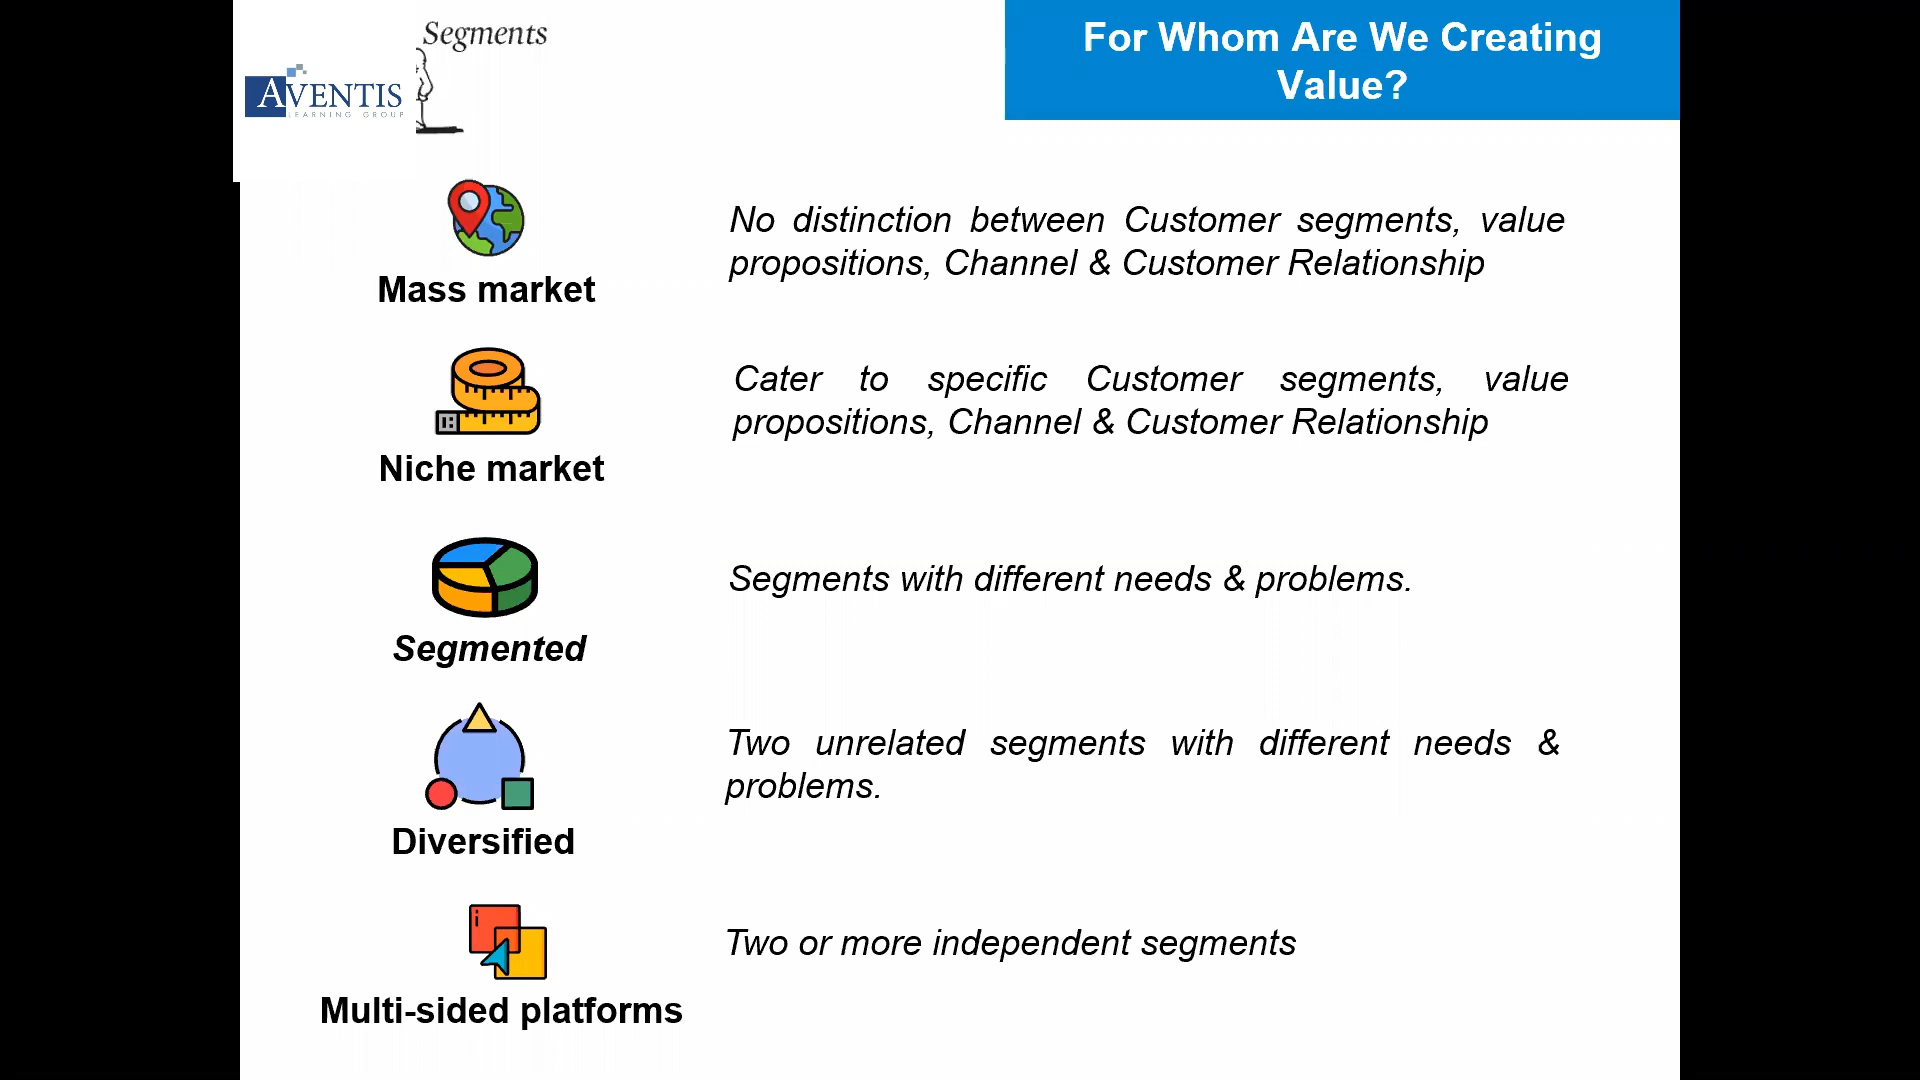 Segments
For Whom Are We Creating
Value?
AVENTIS
LEARNING GROUP
No distinction between Customer segments, value
propositions, Channel & Customer Relationship
Mass market
Cater to specific Customer segments, value
propositions, Channel & Customer Relationship
Niche market
Segments with different needs & problems.
Segmented
Two unrelated segments with different needs &
problems.
Diversified
Two or more independent segments
Multi-sided platforms